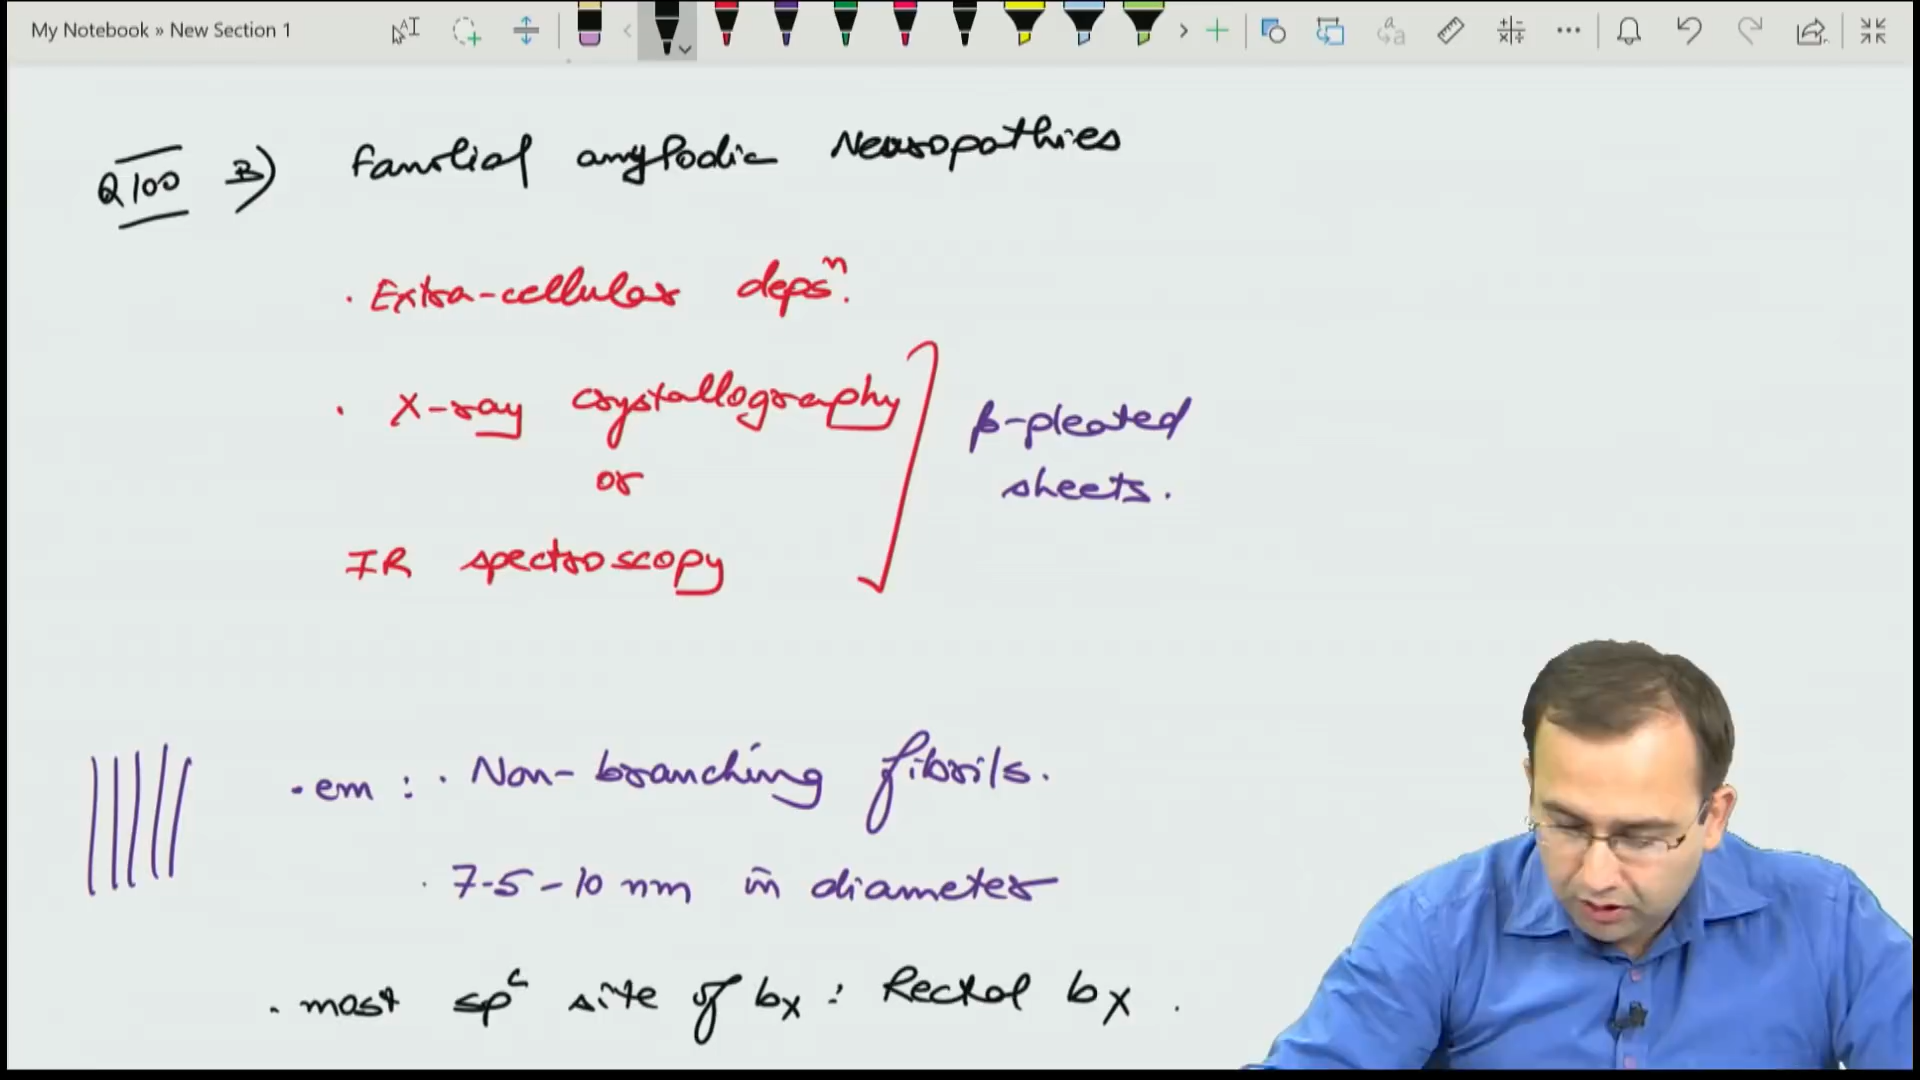 My Notebook » New Section 1
Q100 B) Familial amyloidic Neuropathies
· Extra-cellular depsⁿ.
· X-ray crystallography
or
IR spectroscopy
β-pleated
sheets.
· em : · Non-branching fibrils.
· 7.5-10 nm in diameter
· most spᶜ site of bx : Rectal bx .